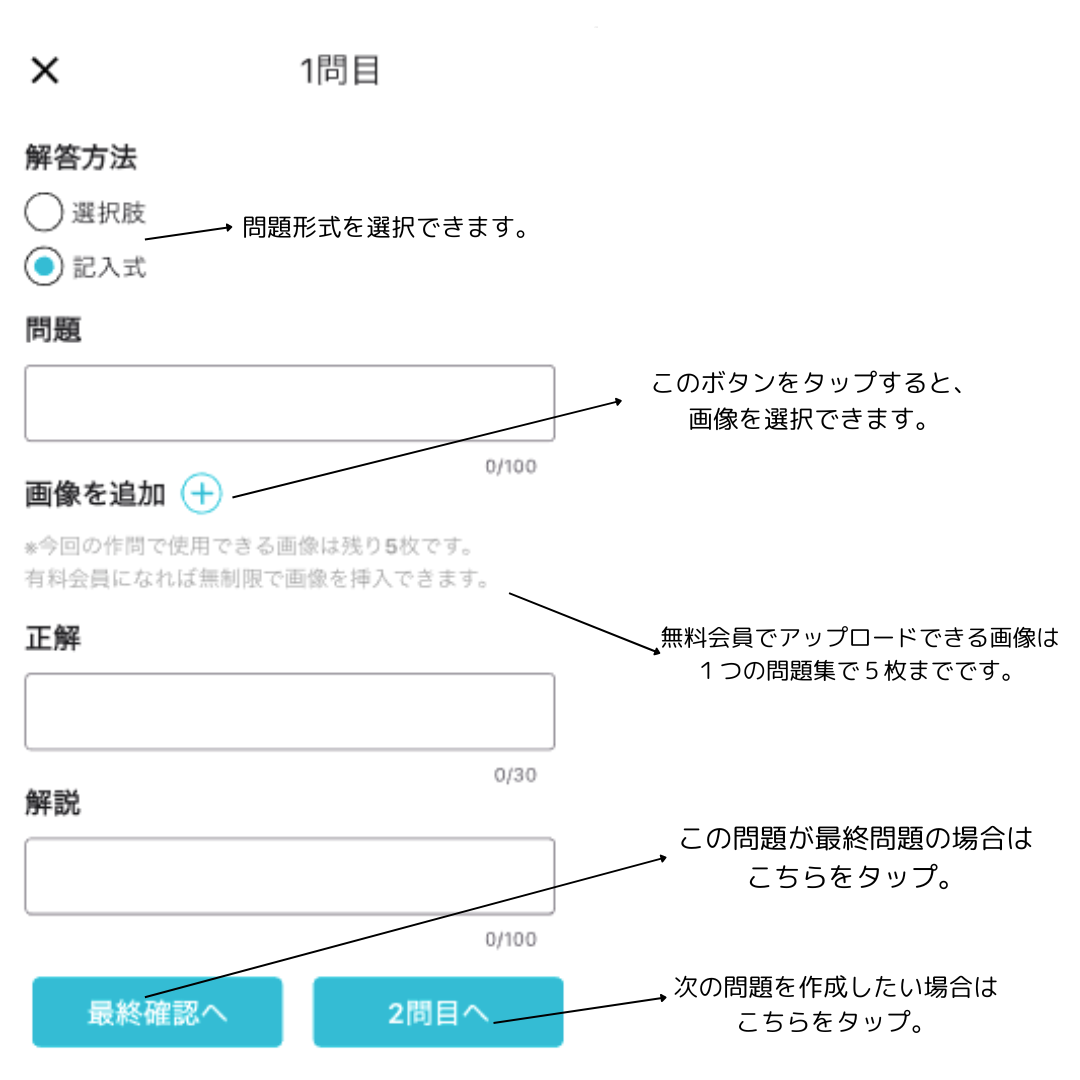 1問目
解答方法
選択肢
問題形式を選択できます。
記入式
問題
このボタンをタップすると、
画像を選択できます。
0/100
画像を追加
※今回の作問で使用できる画像は残り5枚です。
有料会員になれば無制限で画像を挿入できます。
正解
無料会員でアップロードできる画像は
１つの問題集で５枚までです。
0/30
解説
この問題が最終問題の場合は
こちらをタップ。
0/100
最終確認へ
2問目へ
次の問題を作成したい場合は
こちらをタップ。